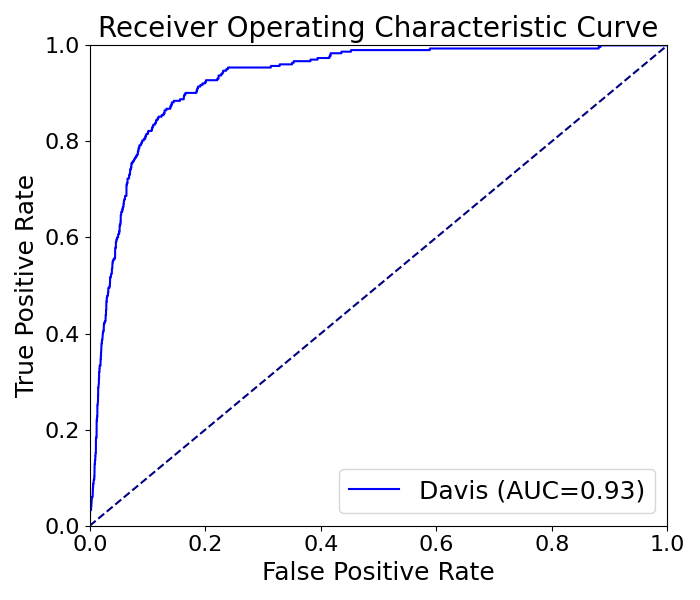 Receiver Operating Characteristic Curve
1.0
0.8
0.6
0.4
0.2
0.0
True Positive Rate
Davis (AUC=0.93)
0.0 0.2 0.4 0.6 0.8 1.0
False Positive Rate